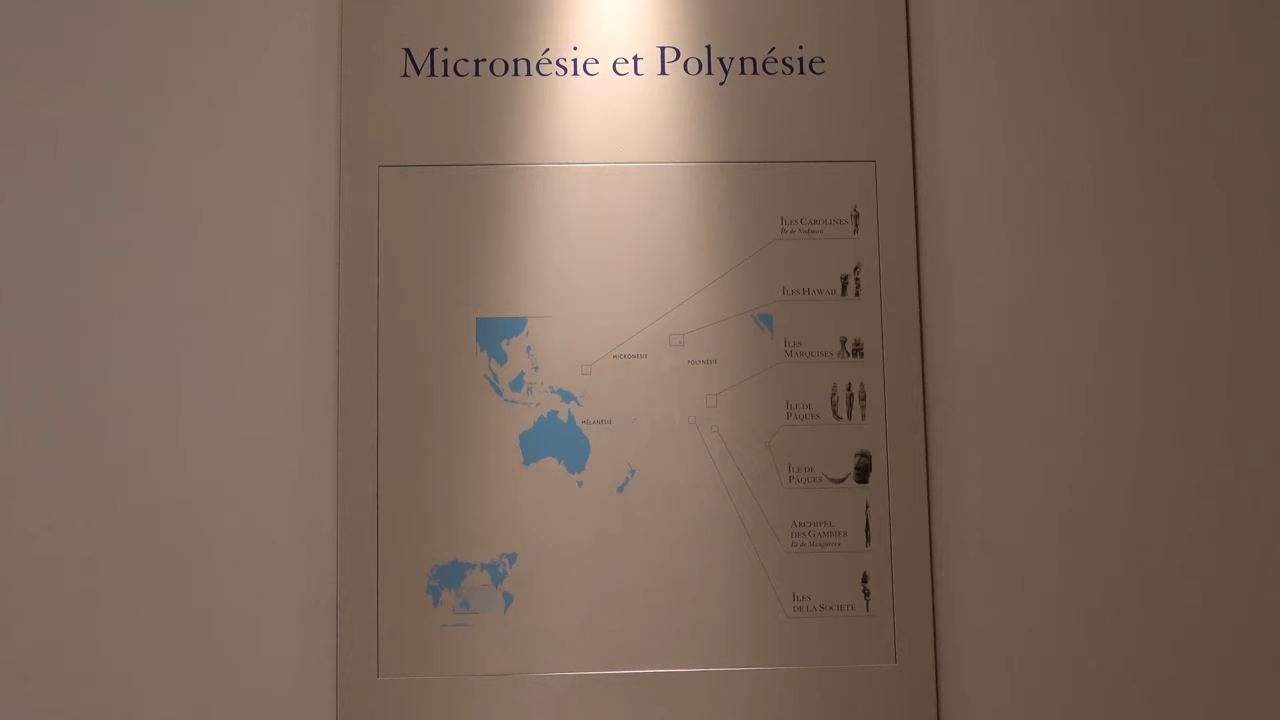 Micronésie et Polynésie
Îles Carolines
Île de Nukuoro
Îles Hawaii
Îles
Marquises
Île de
Pâques
Île de
Pâques
Archipel
des Gambier
Île de Mangareva
Îles
de la Société
MICRONÉSIE
POLYNÉSIE
MÉLANÉSIE